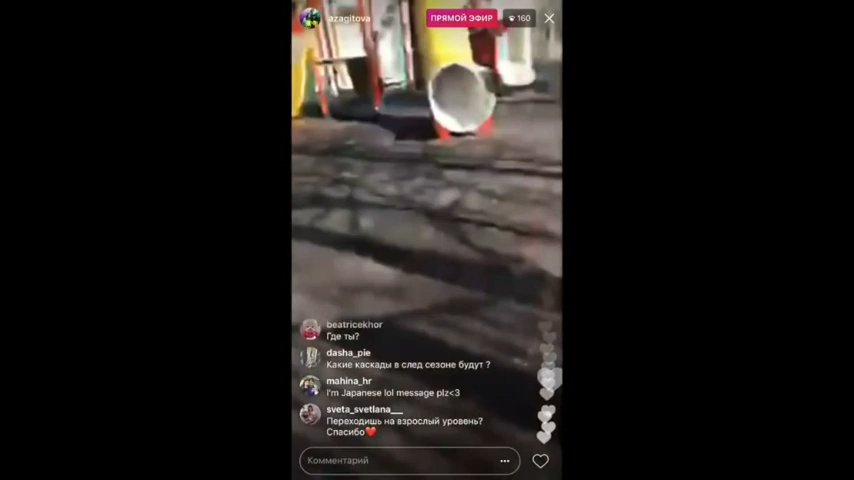 azagitova
ПРЯМОЙ ЭФИР
160
beatricekhor
Где ты?
dasha_pie
Какие каскады в след сезоне будут ?
mahina_hr
I'm Japanese lol message plz<3
sveta_svetlana___
Переходишь на взрослый уровень?
Спасибо❤️
Комментарий